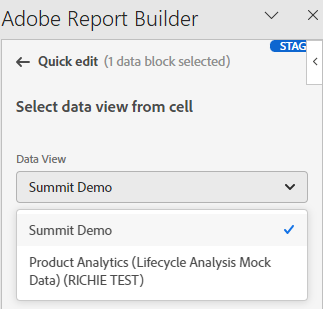 Adobe Report Builder
STAG
Quick edit (1 data block selected)
Select data view from cell
Data View
Summit Demo
Summit Demo
Product Analytics (Lifecycle Analysis Mock
Data) (RICHIE TEST)